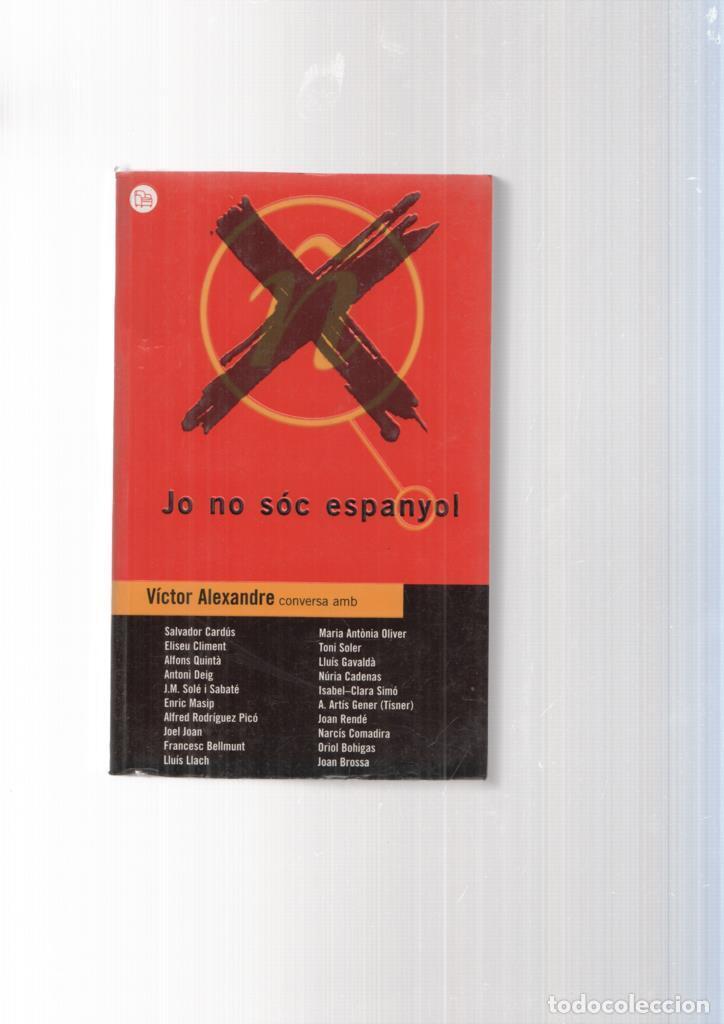 n
Jo no sóc espanyol
Víctor Alexandre conversa amb
Salvador Cardús
Eliseu Climent
Alfons Quintà
Antoni Deig
J.M. Solé i Sabaté
Enric Masip
Alfred Rodríguez Picó
Joel Joan
Francesc Bellmunt
Lluís Llach
Maria Antònia Oliver
Toni Soler
Lluís Gavaldà
Núria Cadenas
Isabel-Clara Simó
A. Artís Gener (Tísner)
Joan Rendé
Narcís Comadira
Oriol Bohigas
Joan Brossa
todocoleccion